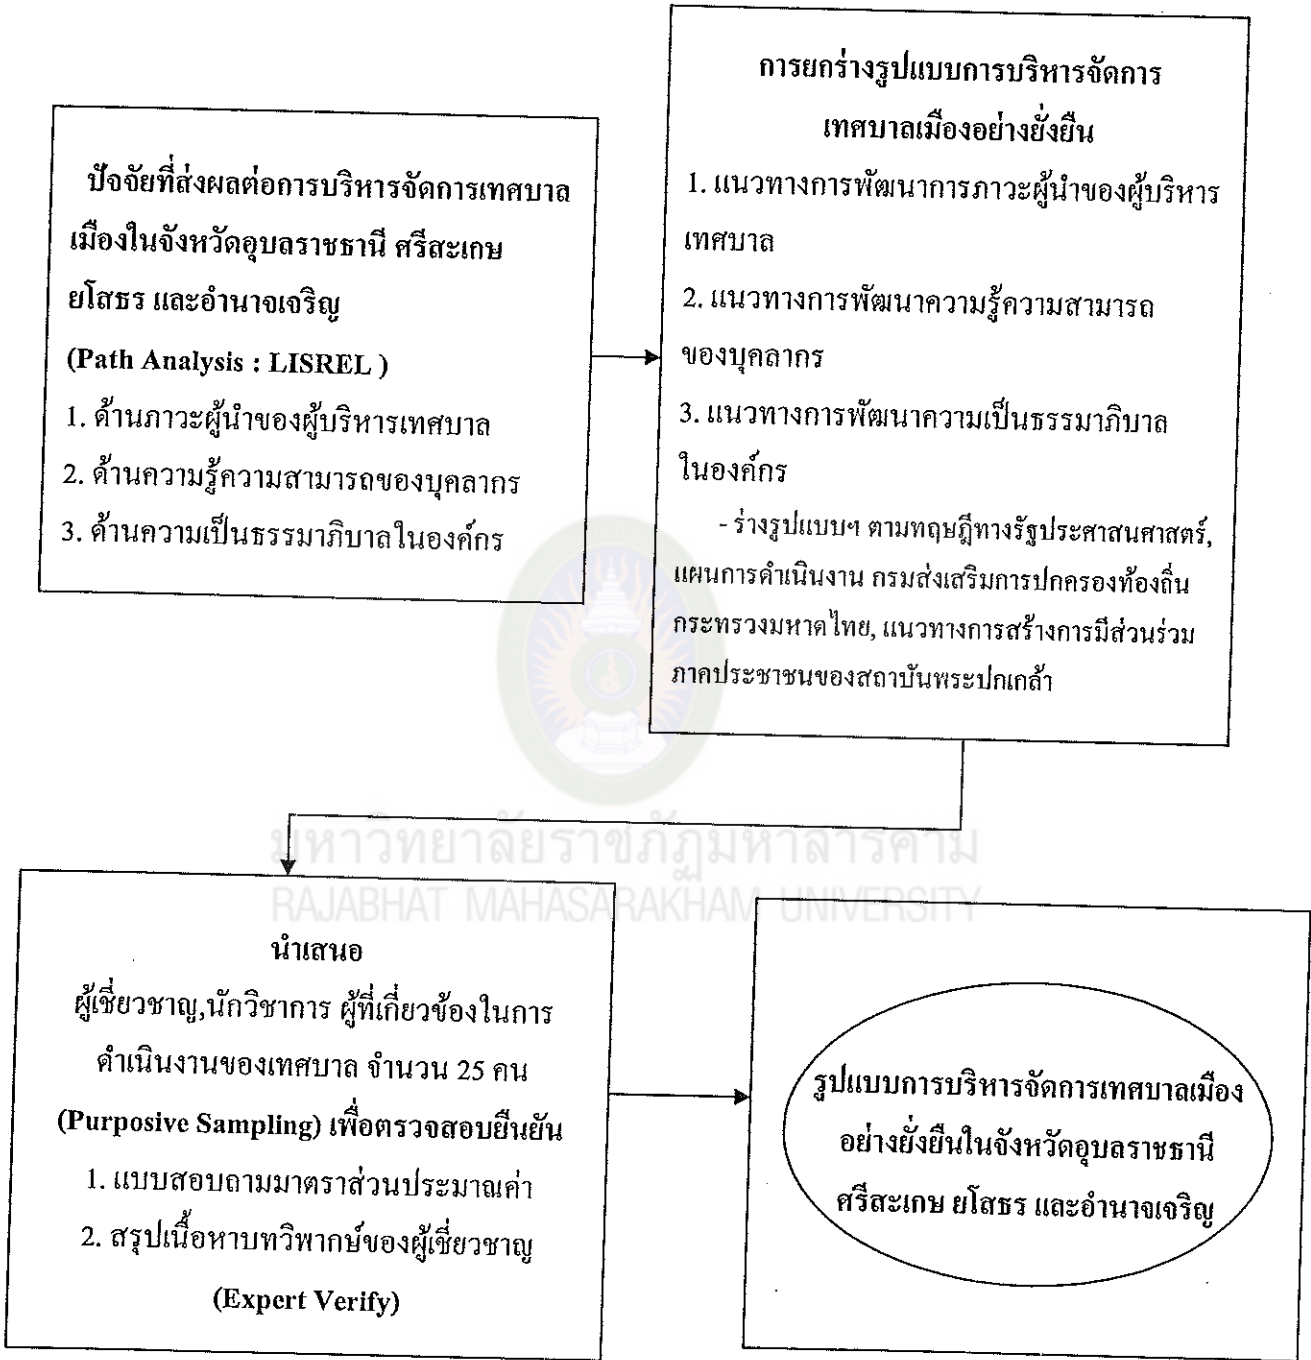 ปัจจัยที่ส่งผลต่อการบริหารจัดการเทศบาล
เมืองในจังหวัดอุบลราชธานี ศรีสะเกษ
ยโสธร และอำนาจเจริญ
(Path Analysis : LISREL )
1. ด้านภาวะผู้นำของผู้บริหารเทศบาล
2. ด้านความรู้ความสามารถของบุคลากร
3. ด้านความเป็นธรรมาภิบาลในองค์กร
การยกร่างรูปแบบการบริหารจัดการ
เทศบาลเมืองอย่างยั่งยืน
1. แนวทางการพัฒนาการภาวะผู้นำของผู้บริหาร
เทศบาล
2. แนวทางการพัฒนาความรู้ความสามารถ
ของบุคลากร
3. แนวทางการพัฒนาความเป็นธรรมาภิบาล
ในองค์กร
- ร่างรูปแบบฯ ตามทฤษฎีทางรัฐประศาสนศาสตร์,
แผนการดำเนินงาน กรมส่งเสริมการปกครองท้องถิ่น
กระทรวงมหาดไทย, แนวทางการสร้างการมีส่วนร่วม
ภาคประชาชนของสถาบันพระปกเกล้า
มหาวิทยาลัยราชภัฏมหาสารคาม
RAJABHAT MAHASARAKHAM UNIVERSITY
นำเสนอ
ผู้เชี่ยวชาญ,นักวิชาการ ผู้ที่เกี่ยวข้องในการ
ดำเนินงานของเทศบาล จำนวน 25 คน
(Purposive Sampling) เพื่อตรวจสอบยืนยัน
1. แบบสอบถามมาตราส่วนประมาณค่า
2. สรุปเนื้อหาบทวิพากษ์ของผู้เชี่ยวชาญ
(Expert Verify)
รูปแบบการบริหารจัดการเทศบาลเมือง
อย่างยั่งยืนในจังหวัดอุบลราชธานี
ศรีสะเกษ ยโสธร และอำนาจเจริญ